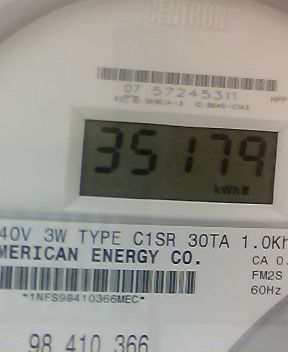 CENTRON
07 57245311
35179
kWh
40V 3W TYPE C1SR 30TA 1.0Kh
MERICAN ENERGY CO.
CA 0.
FM2S
*1NFS98410366MEC*
60Hz
98 410 366